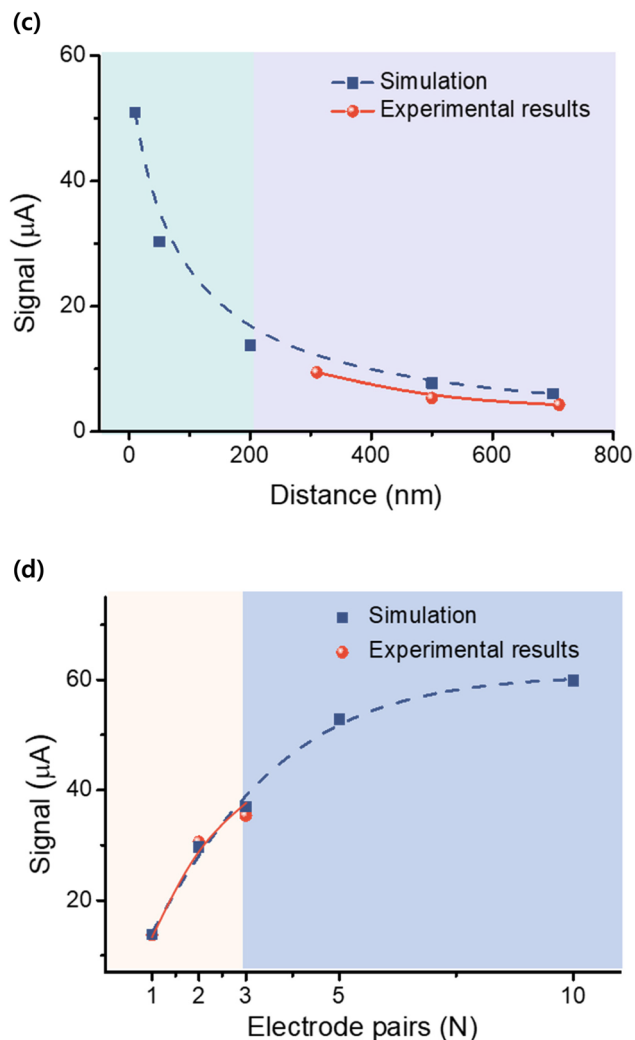 (c)
60
40
20
0
Signal (µA)
Simulation
Experimental results
0 200 400 600 800
Distance (nm)
(d)
60
40
20
Signal (µA)
Simulation
Experimental results
1 2 3 5 10
Electrode pairs (N)